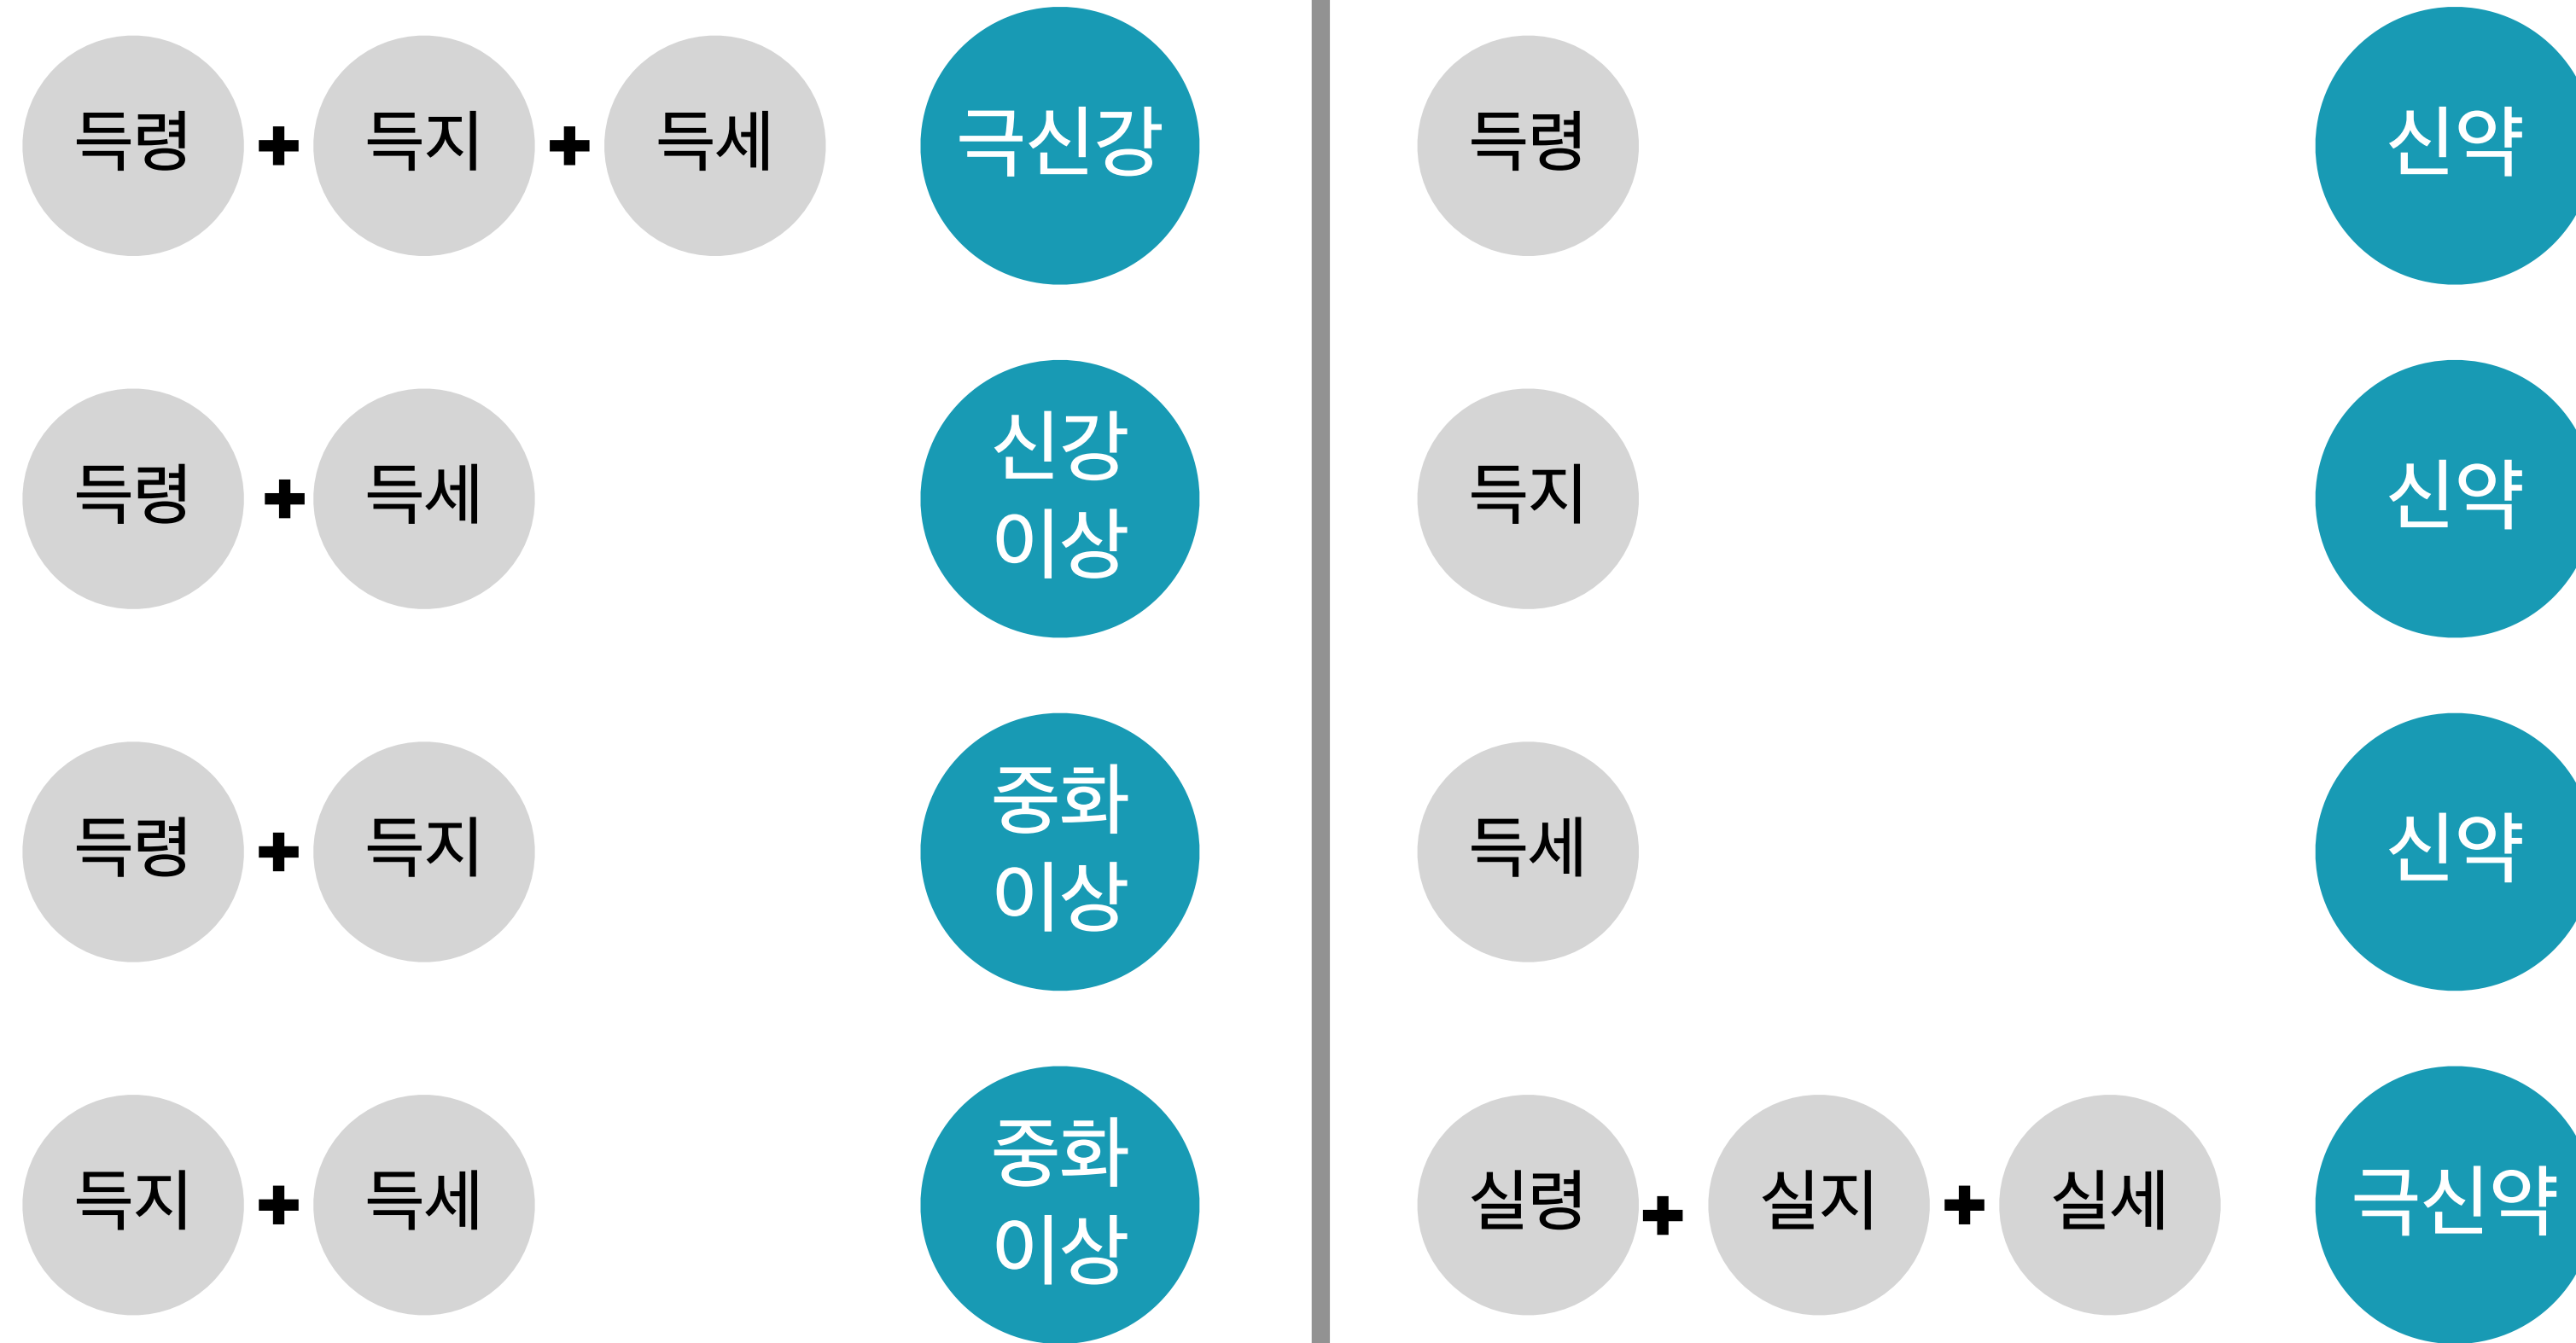 득령 + 득지 + 득세 극신강
득령 + 득세 신강
이상
득령 + 득지 중화
이상
득지 + 득세 중화
이상
득령 신약
득지 신약
득세 신약
실령 + 실지 + 실세 극신약